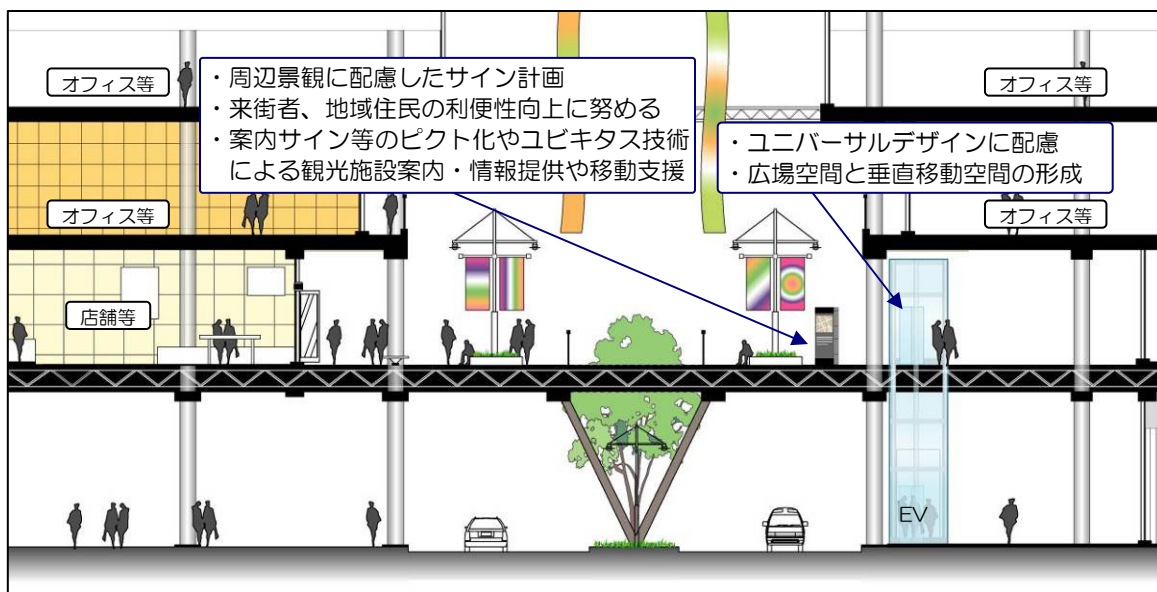 オフィス等
・周辺景観に配慮したサイン計画
・来街者、地域住民の利便性向上に努める
・案内サイン等のピクト化やユビキタス技術
による観光施設案内・情報提供や移動支援
オフィス等
・ユニバーサルデザインに配慮
・広場空間と垂直移動空間の形成
オフィス等
オフィス等
店舗等
EV